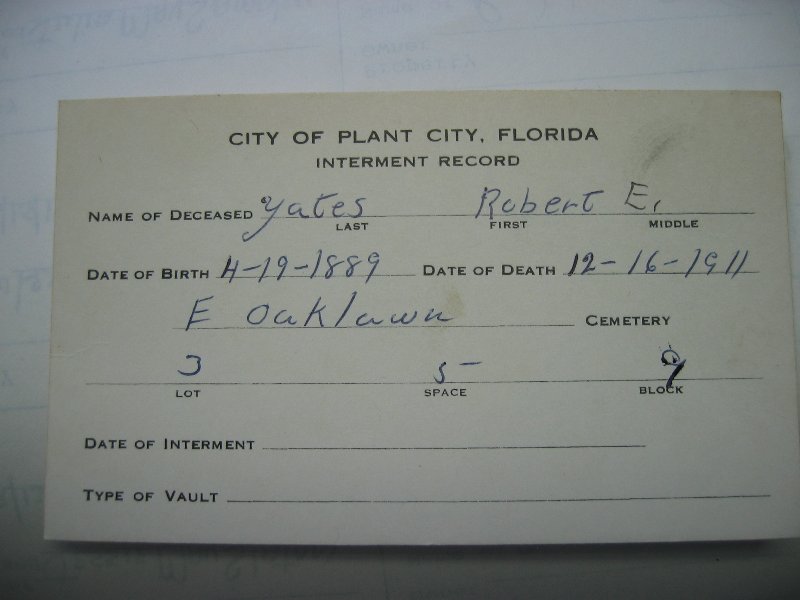 CITY OF PLANT CITY, FLORIDA
INTERMENT RECORD
NAME OF DECEASED Yates Robert E.
LAST FIRST MIDDLE
DATE OF BIRTH 4-19-1889 DATE OF DEATH 12-16-1911
E Oaklawn CEMETERY
3 5 9
LOT SPACE BLOCK
DATE OF INTERMENT
TYPE OF VAULT